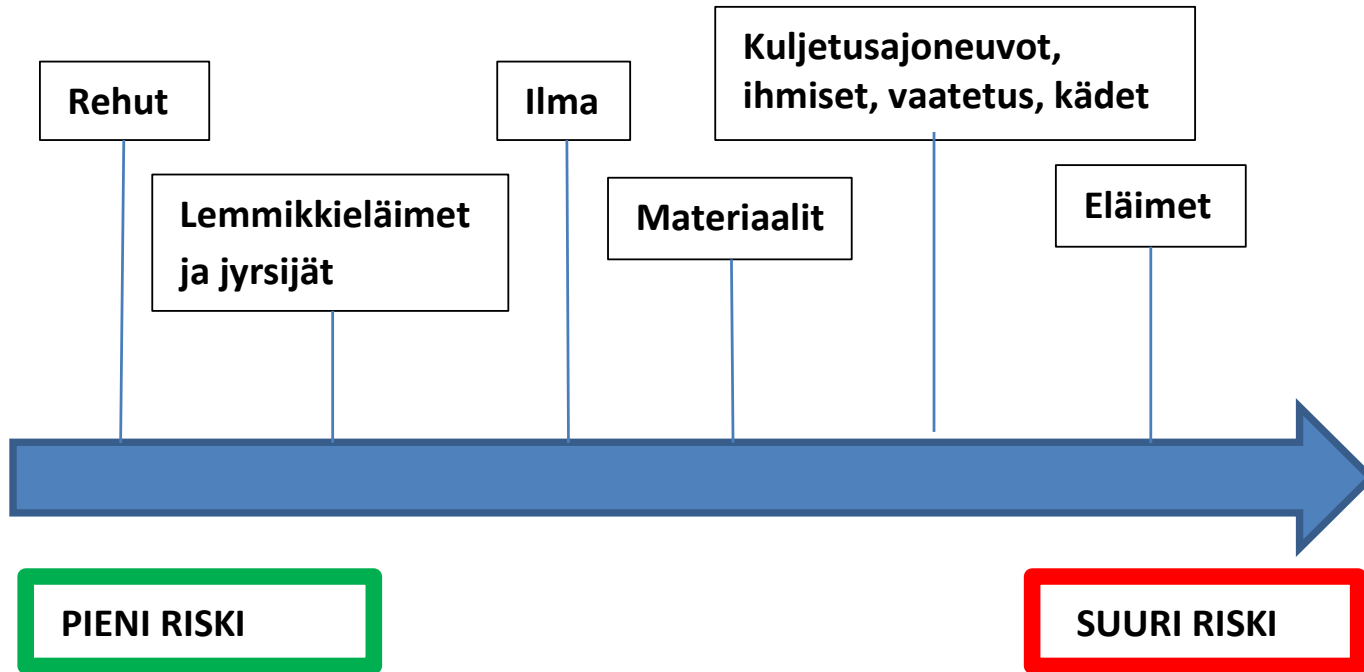 Rehut
Lemmikkieläimet
ja jyrsijät
Ilma
Materiaalit
Kuljetusajoneuvot,
ihmiset, vaatetus, kädet
Eläimet
PIENI RISKI
SUURI RISKI